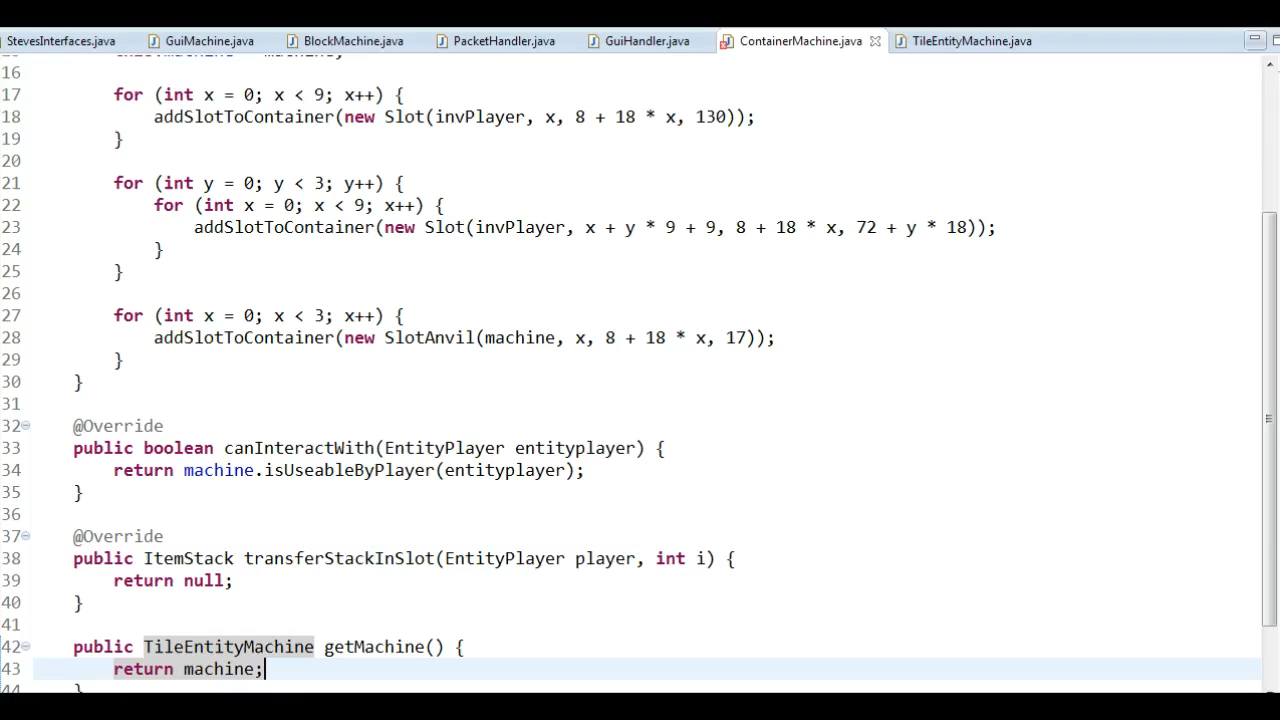 StevesInterfaces.java GuiMachine.java BlockMachine.java PacketHandler.java GuiHandler.java ContainerMachine.java TileEntityMachine.java
16
17 for (int x = 0; x < 9; x++) {
18 addSlotToContainer(new Slot(invPlayer, x, 8 + 18 * x, 130));
19 }
20
21 for (int y = 0; y < 3; y++) {
22 for (int x = 0; x < 9; x++) {
23 addSlotToContainer(new Slot(invPlayer, x + y * 9 + 9, 8 + 18 * x, 72 + y * 18));
24 }
25 }
26
27 for (int x = 0; x < 3; x++) {
28 addSlotToContainer(new SlotAnvil(machine, x, 8 + 18 * x, 17));
29 }
30 }
31
32 @Override
33 public boolean canInteractWith(EntityPlayer entityplayer) {
34 return machine.isUseableByPlayer(entityplayer);
35 }
36
37 @Override
38 public ItemStack transferStackInSlot(EntityPlayer player, int i) {
39 return null;
40 }
41
42 public TileEntityMachine getMachine() {
43 return machine;
44 }